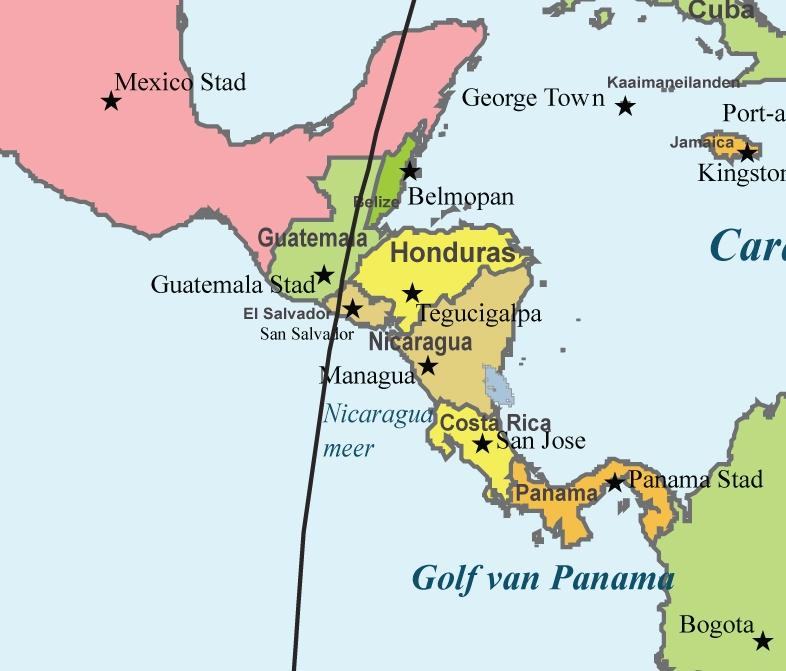 Cuba
Mexico Stad
Kaaimaneilanden
George Town
Port-a
Jamaica
Kingston
Belize
Belmopan
Guatemala
Honduras
Cara
Guatemala Stad
El Salvador
Tegucigalpa
San Salvador
Nicaragua
Managua
Nicaragua
meer
Costa Rica
San Jose
Panama
Panama Stad
Golf van Panama
Bogota